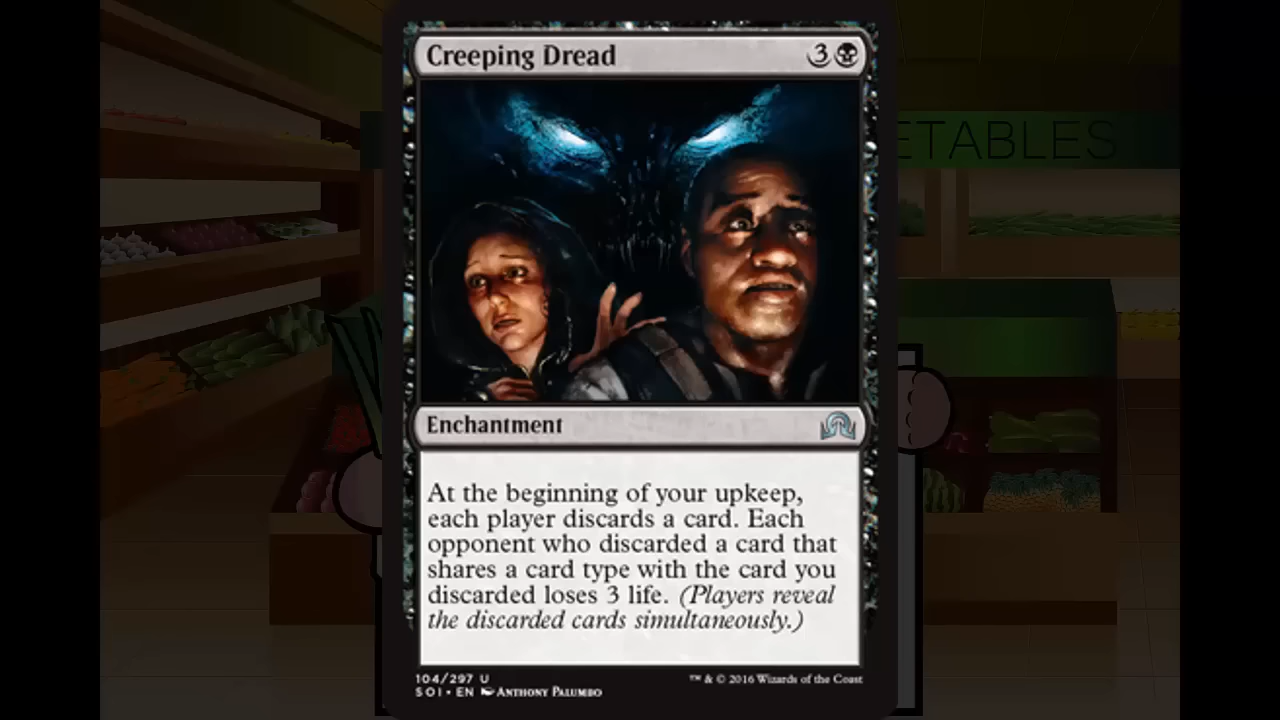 Creeping Dread 3
ETABLES
Enchantment
At the beginning of your upkeep,
each player discards a card. Each
opponent who discarded a card that
shares a card type with the card you
discarded loses 3 life. (Players reveal
the discarded cards simultaneously.)
104/297 U
SOI • EN Anthony Palumbo
™ & © 2016 Wizards of the Coast